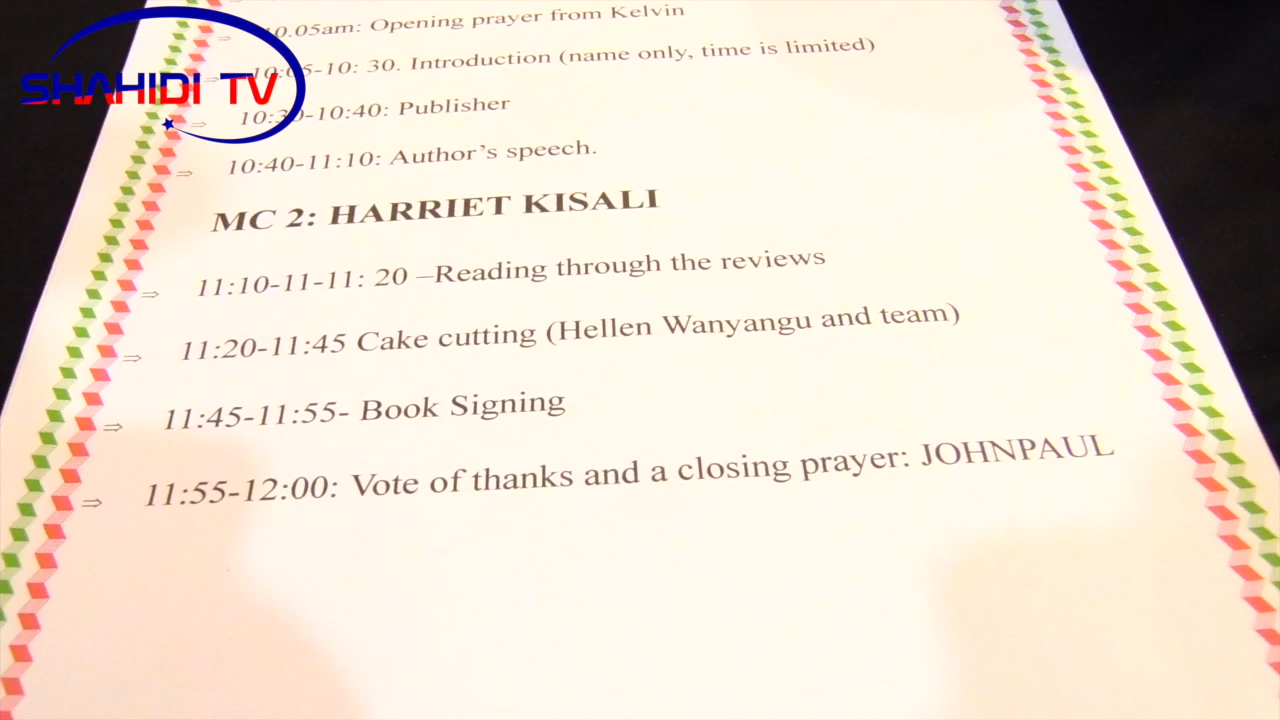 SHAHIDI TV
10.05am: Opening prayer from Kelvin
10:05-10: 30. Introduction (name only, time is limited)
10:30-10:40: Publisher
10:40-11:10: Author's speech.
MC 2: HARRIET KISALI
11:10-11-11: 20 –Reading through the reviews
11:20-11:45 Cake cutting (Hellen Wanyangu and team)
11:45-11:55- Book Signing
11:55-12:00: Vote of thanks and a closing prayer: JOHNPAUL